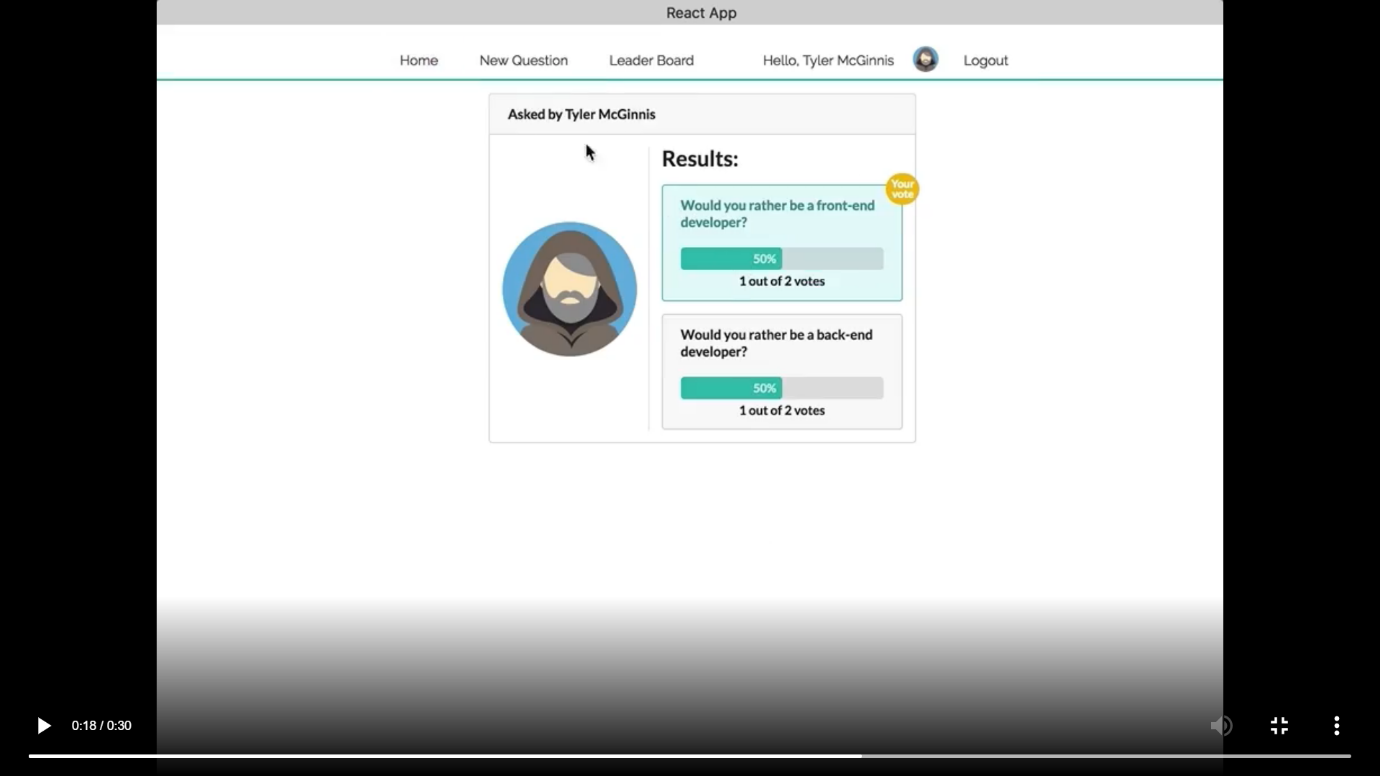 React App
Home New Question Leader Board Hello, Tyler McGinnis Logout
Asked by Tyler McGinnis
Results:
Your
vote
Would you rather be a front-end
developer?
50%
1 out of 2 votes
Would you rather be a back-end
developer?
50%
1 out of 2 votes
0:18 / 0:30